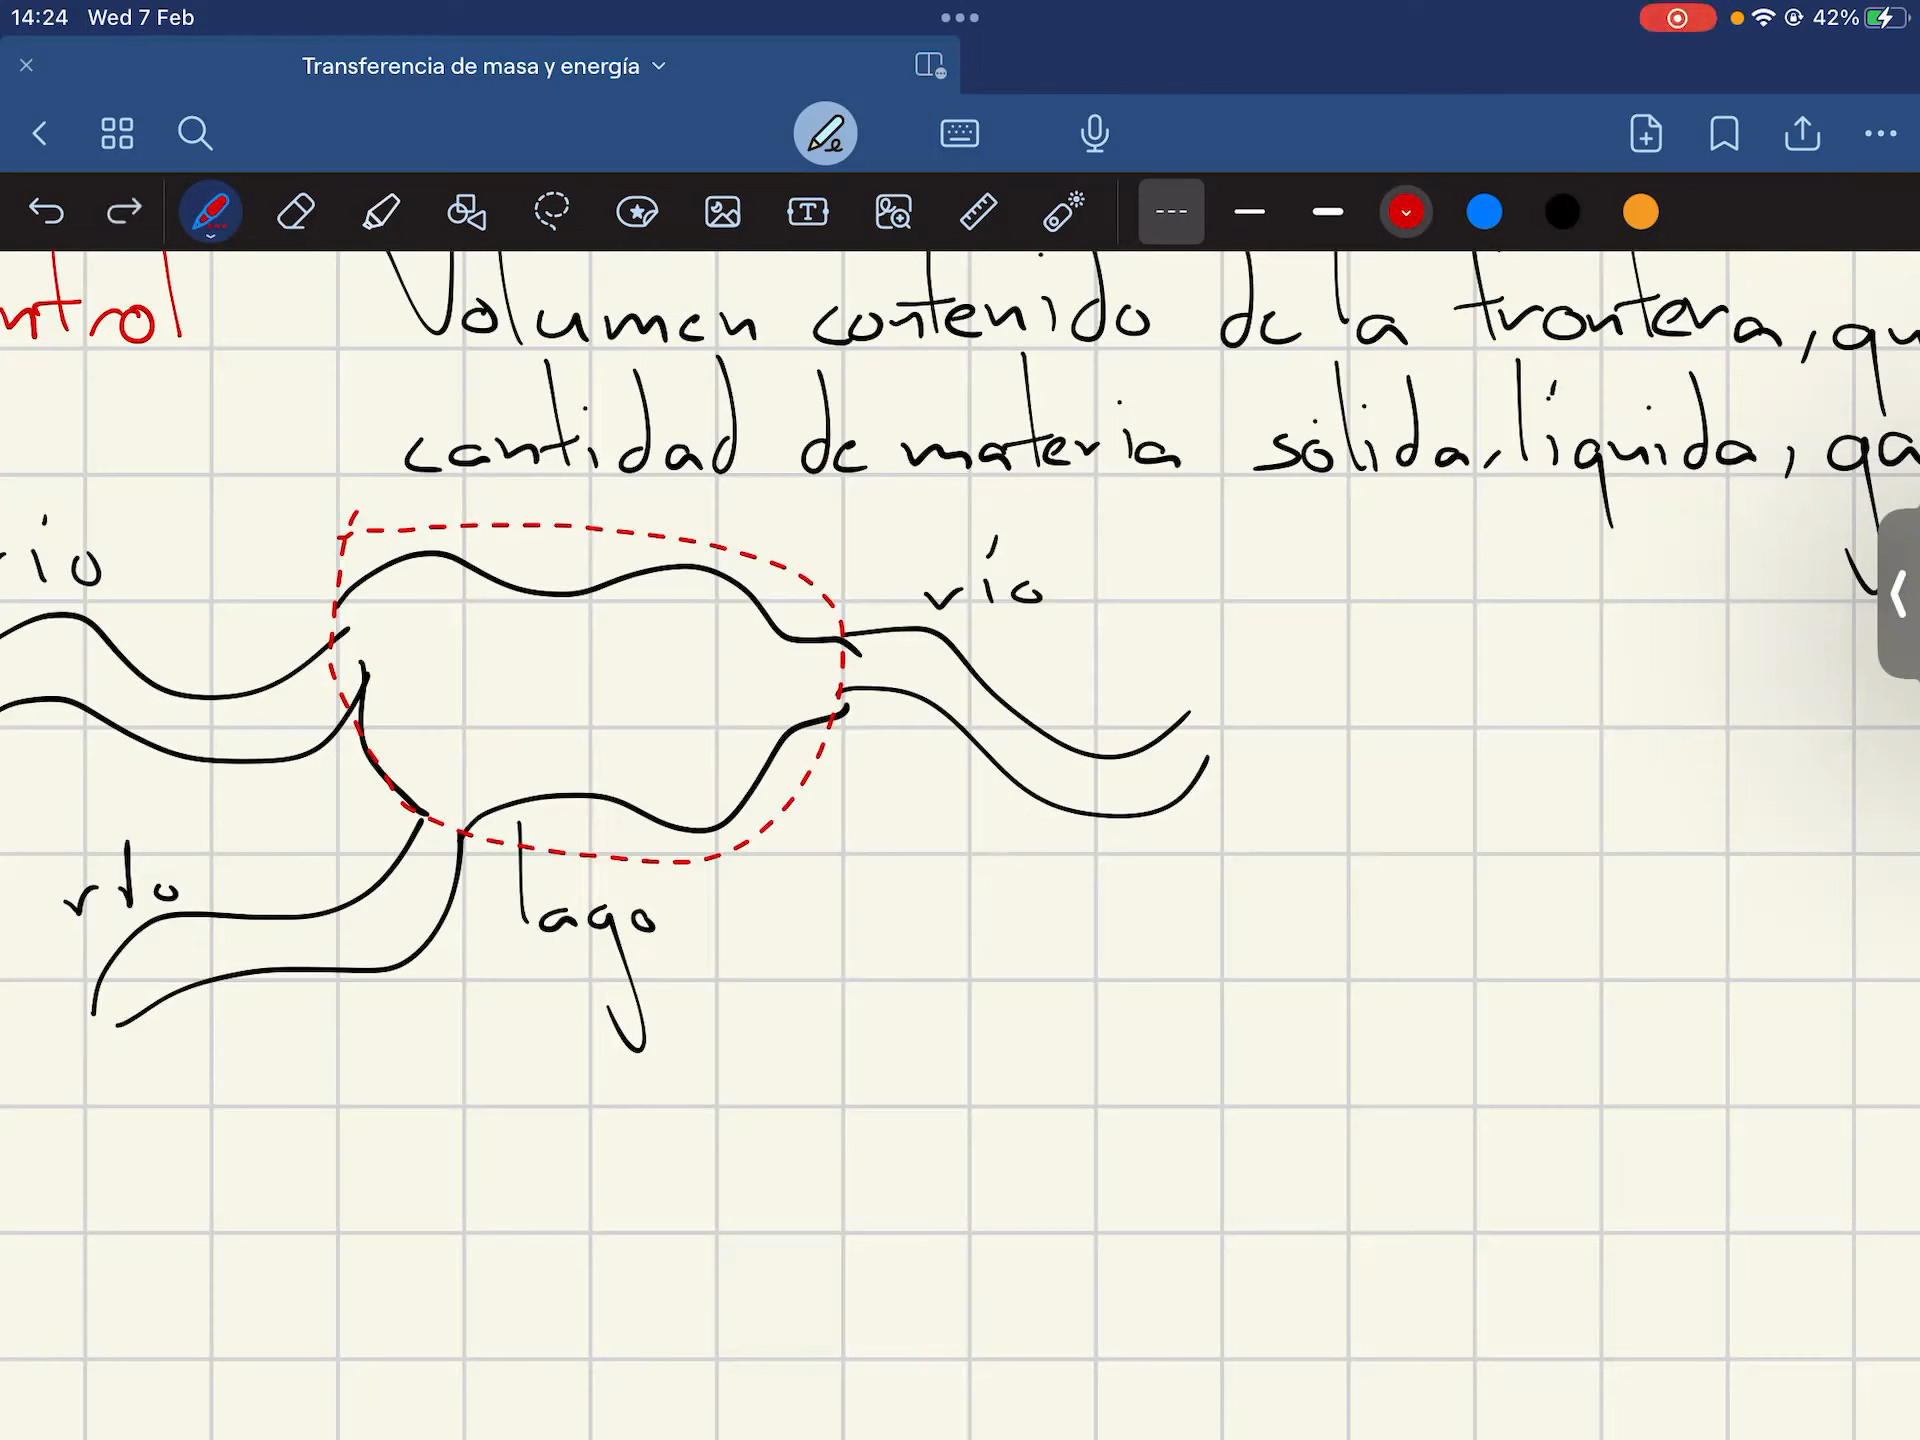 14:24 Wed 7 Feb
42%
Transferencia de masa y energía
ntrol Volumen contenido de la frontera, qu
cantidad de materia sólida, líquida, ga
río
río
río
lago